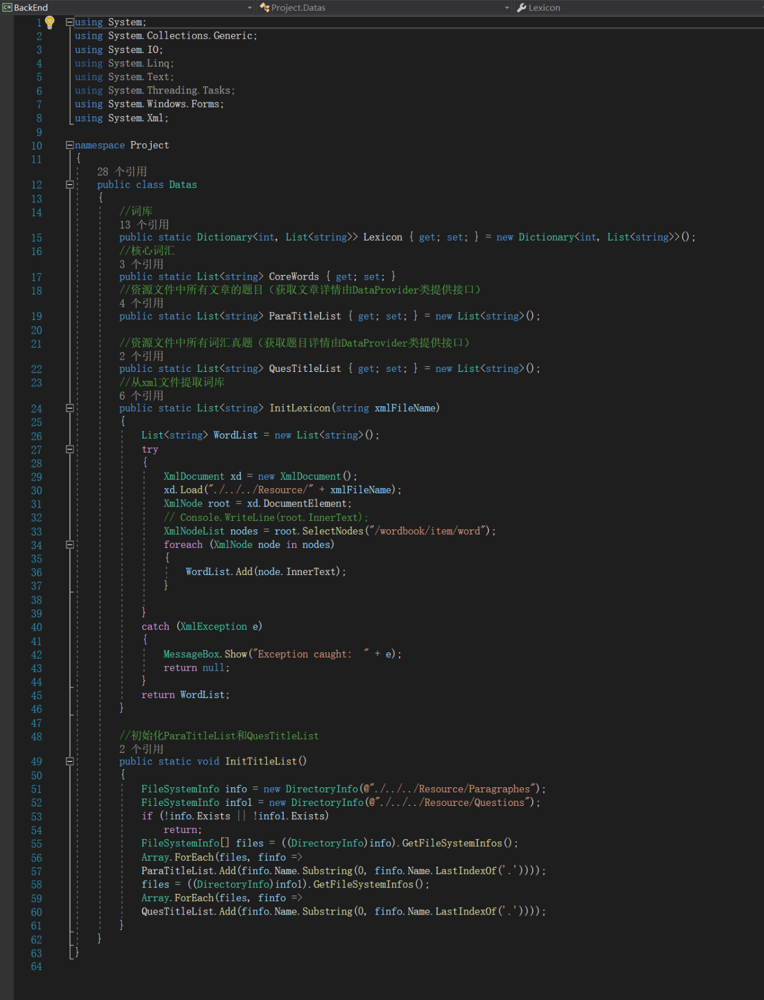 C# BackEnd
Project.Datas
Lexicon
1 using System;
2 using System.Collections.Generic;
3 using System.IO;
4 using System.Linq;
5 using System.Text;
6 using System.Threading.Tasks;
7 using System.Windows.Forms;
8 using System.Xml;
9
10 namespace Project
11 {
28 个引用
12 public class Datas
13 {
14 //词库
13 个引用
15 public static Dictionary<int, List<string>> Lexicon { get; set; } = new Dictionary<int, List<string>>();
16 //核心词汇
3 个引用
17 public static List<string> CoreWords { get; set; }
18 //资源文件中所有文章的题目（获取文章详情由DataProvider类提供接口）
4 个引用
19 public static List<string> ParaTitleList { get; set; } = new List<string>();
20
21 //资源文件中所有词汇真题（获取题目详情由DataProvider类提供接口）
2 个引用
22 public static List<string> QuesTitleList { get; set; } = new List<string>();
23 //从xml文件提取词库
6 个引用
24 public static List<string> InitLexicon(string xmlFileName)
25 {
26 List<string> WordList = new List<string>();
27 try
28 {
29 XmlDocument xd = new XmlDocument();
30 xd.Load("./../../Resource/" + xmlFileName);
31 XmlNode root = xd.DocumentElement;
32 // Console.WriteLine(root.InnerText);
33 XmlNodeList nodes = root.SelectNodes("/wordbook/item/word");
34 foreach (XmlNode node in nodes)
35 {
36 WordList.Add(node.InnerText);
37 }
38
39 }
40 catch (XmlException e)
41 {
42 MessageBox.Show("Exception caught: " + e);
43 return null;
44 }
45 return WordList;
46 }
47
48 //初始化ParaTitleList和QuesTitleList
2 个引用
49 public static void InitTitleList()
50 {
51 FileSystemInfo info = new DirectoryInfo(@"./../../Resource/Paragraphes");
52 FileSystemInfo info1 = new DirectoryInfo(@"./../../Resource/Questions");
53 if (!info.Exists || !info1.Exists)
54 return;
55 FileSystemInfo[] files = ((DirectoryInfo)info).GetFileSystemInfos();
56 Array.ForEach(files, finfo =>
57 ParaTitleList.Add(finfo.Name.Substring(0, finfo.Name.LastIndexOf('.'))));
58 files = ((DirectoryInfo)info1).GetFileSystemInfos();
59 Array.ForEach(files, finfo =>
60 QuesTitleList.Add(finfo.Name.Substring(0, finfo.Name.LastIndexOf('.'))));
61 }
62 }
63 }
64